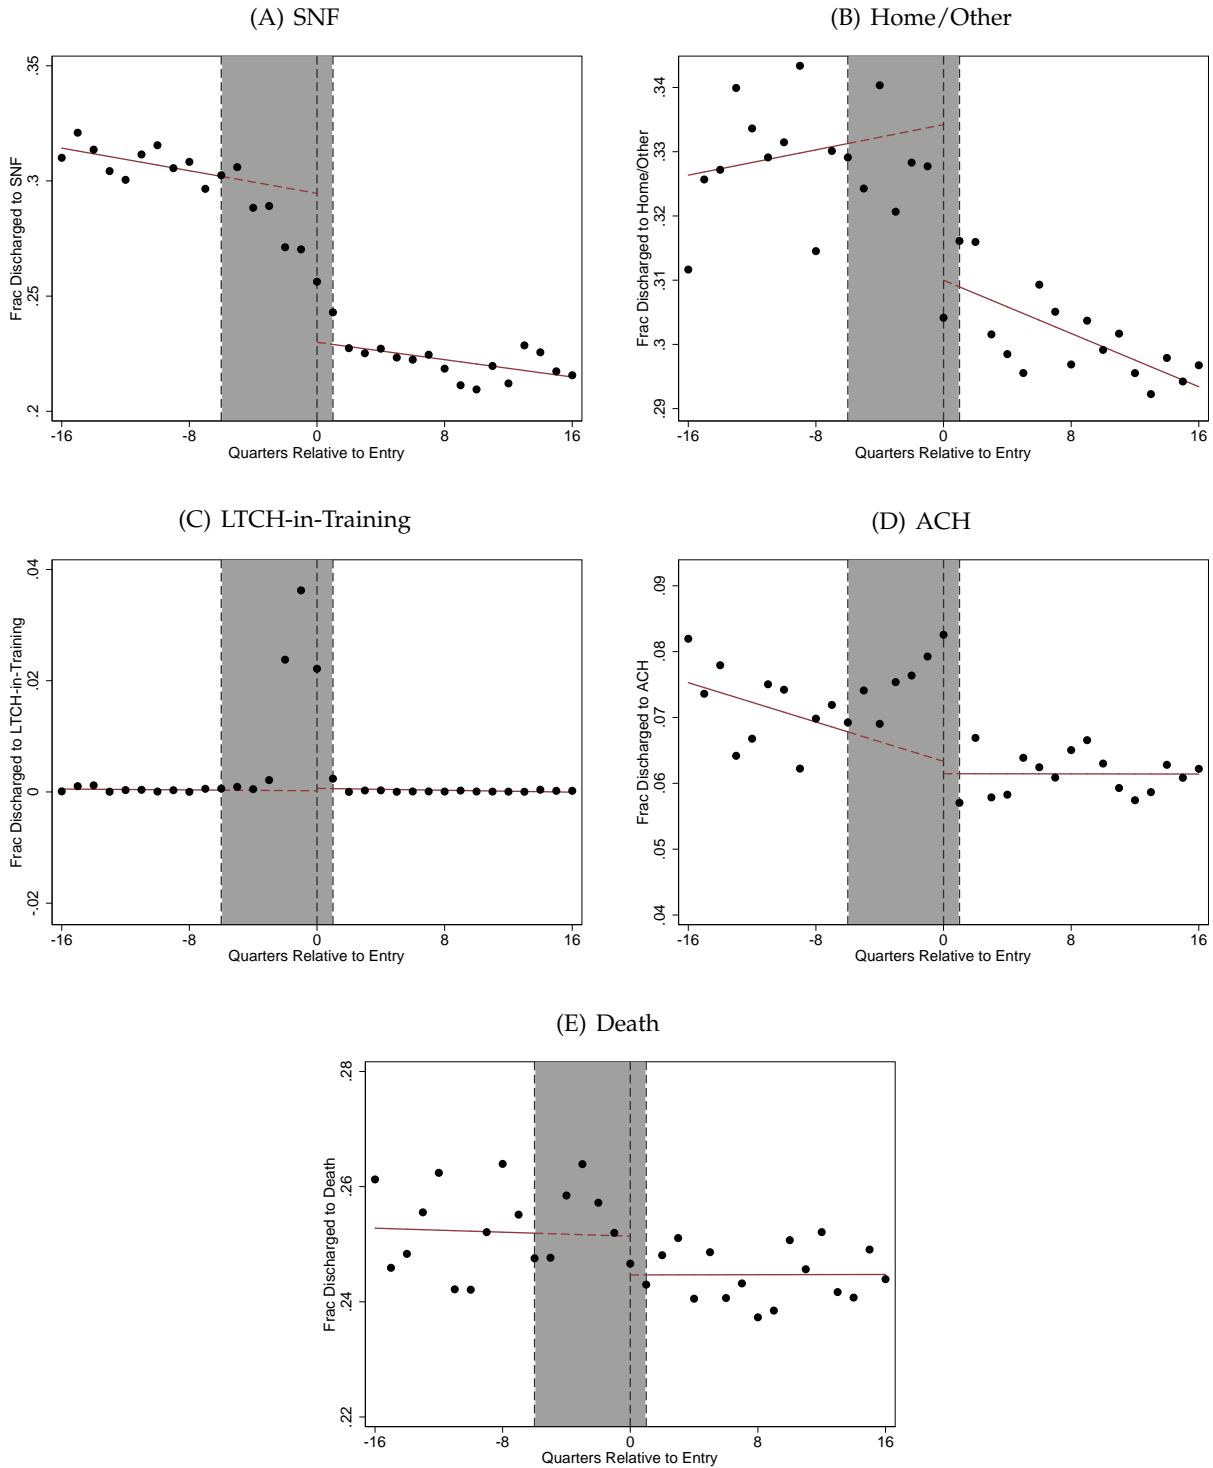 (A) SNF
Frac Discharged to SNF
.35
.3
.25
.2
-16 -8 0 8 16
Quarters Relative to Entry
(B) Home/Other
Frac Discharged to Home/Other
.34
.33
.32
.31
.3
.29
-16 -8 0 8 16
Quarters Relative to Entry
(C) LTCH-in-Training
Frac Discharged to LTCH-in-Training
.04
.02
0
-.02
-16 -8 0 8 16
Quarters Relative to Entry
(D) ACH
Frac Discharged to ACH
.09
.08
.07
.06
.05
.04
-16 -8 0 8 16
Quarters Relative to Entry
(E) Death
Frac Discharged to Death
.28
.26
.24
.22
-16 -8 0 8 16
Quarters Relative to Entry